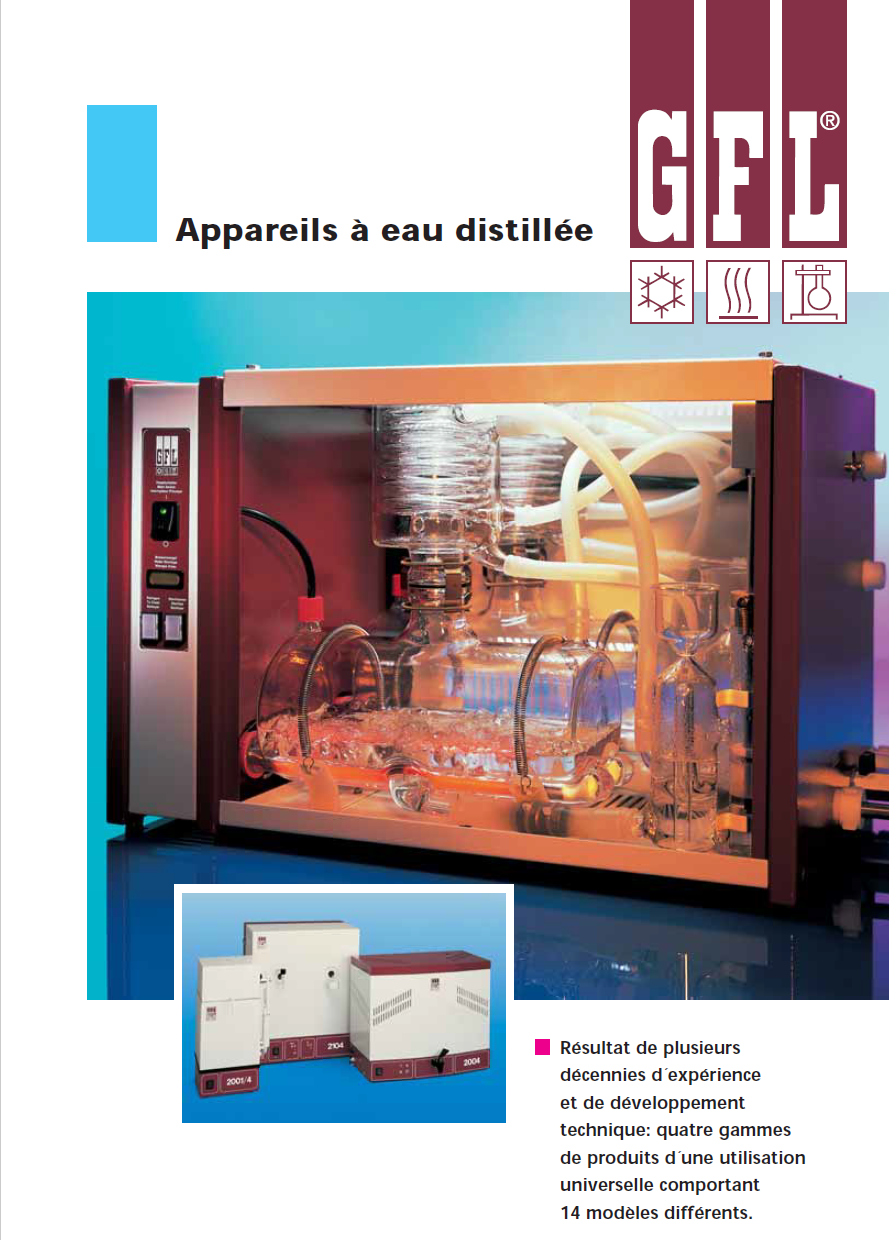 GFL®
Appareils à eau distillée
GFL
2001/4
2104
2004
Résultat de plusieurs
décennies d´expérience
et de développement
technique: quatre gammes
de produits d´une utilisation
universelle comportant
14 modèles différents.